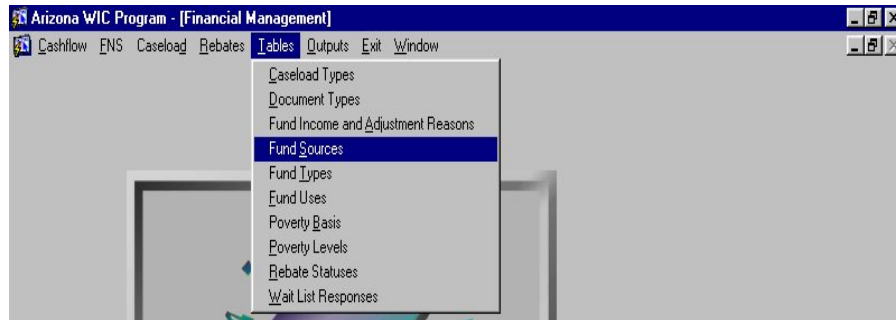 Arizona WIC Program - [Financial Management]
Cashflow FNS Caseload Rebates Tables Outputs Exit Window
Caseload Types
Document Types
Fund Income and Adjustment Reasons
Fund Sources
Fund Types
Fund Uses
Poverty Basis
Poverty Levels
Rebate Statuses
Wait List Responses